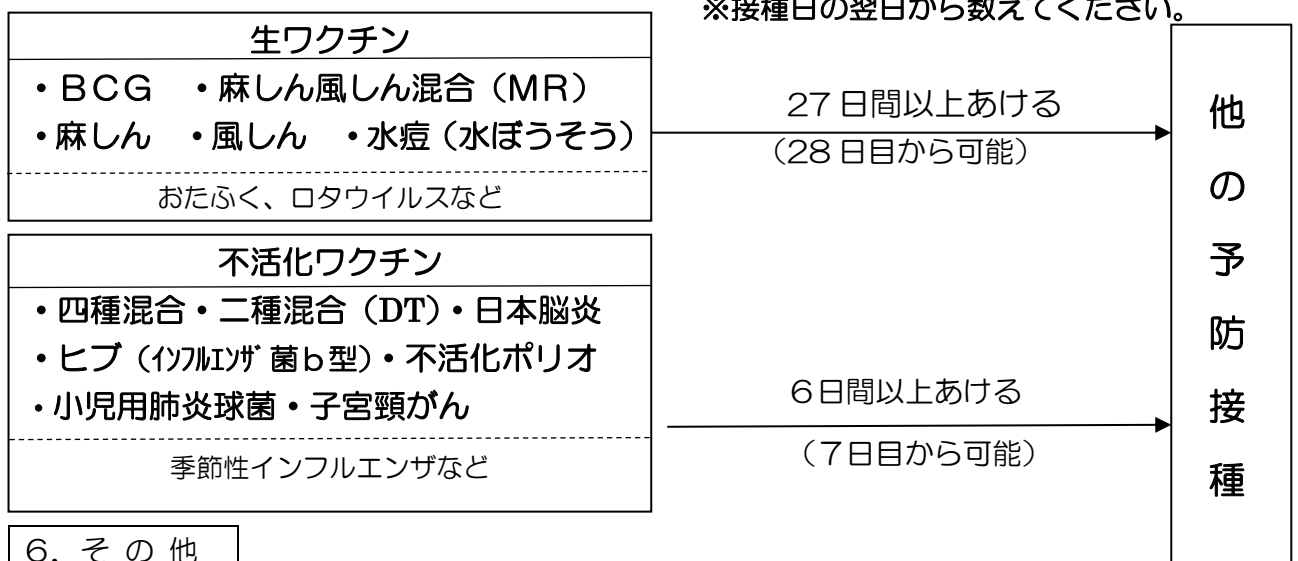 ※接種日の翌日から数えてください。
生ワクチン
・ＢＣＧ　・麻しん風しん混合（ＭＲ）
・麻しん　・風しん　・水痘（水ぼうそう）
おたふく、ロタウイルスなど
27日間以上あける
（28日目から可能）
不活化ワクチン
・四種混合・二種混合（DT）・日本脳炎
・ヒブ（ｲﾝﾌﾙｴﾝｻﾞ菌ｂ型）・不活化ポリオ
・小児用肺炎球菌・子宮頸がん
季節性インフルエンザなど
６日間以上あける
（７日目から可能）
他の予防接種
６．そ の 他